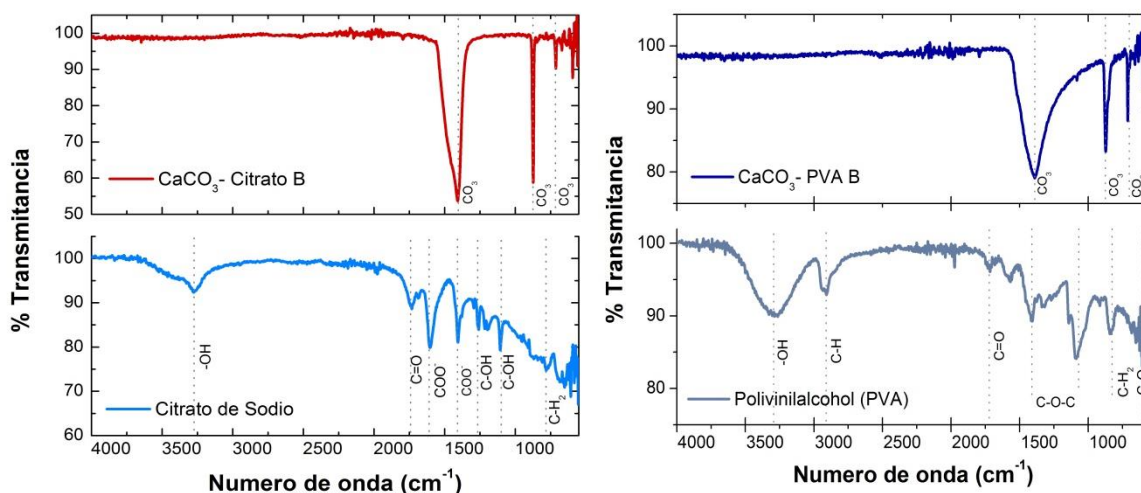 % Transmitancia
100
90
80
70
60
50
CaCO₃- Citrato B
CO₃
CO₃
CO₃
100
90
80
70
60
-OH
C=O
COO⁻
COO⁻
C-OH
C-OH
C-H₂
Citrato de Sodio
4000 3500 3000 2500 2000 1500 1000
Numero de onda (cm⁻¹)
% Transmitancia
100
90
80
CaCO₃- PVA B
CO₃
CO₃
100
90
80
-OH
C-H
C=O
C-O-C
C-H₂
Polivinilalcohol (PVA)
4000 3500 3000 2500 2000 1500 1000
Numero de onda (cm⁻¹)